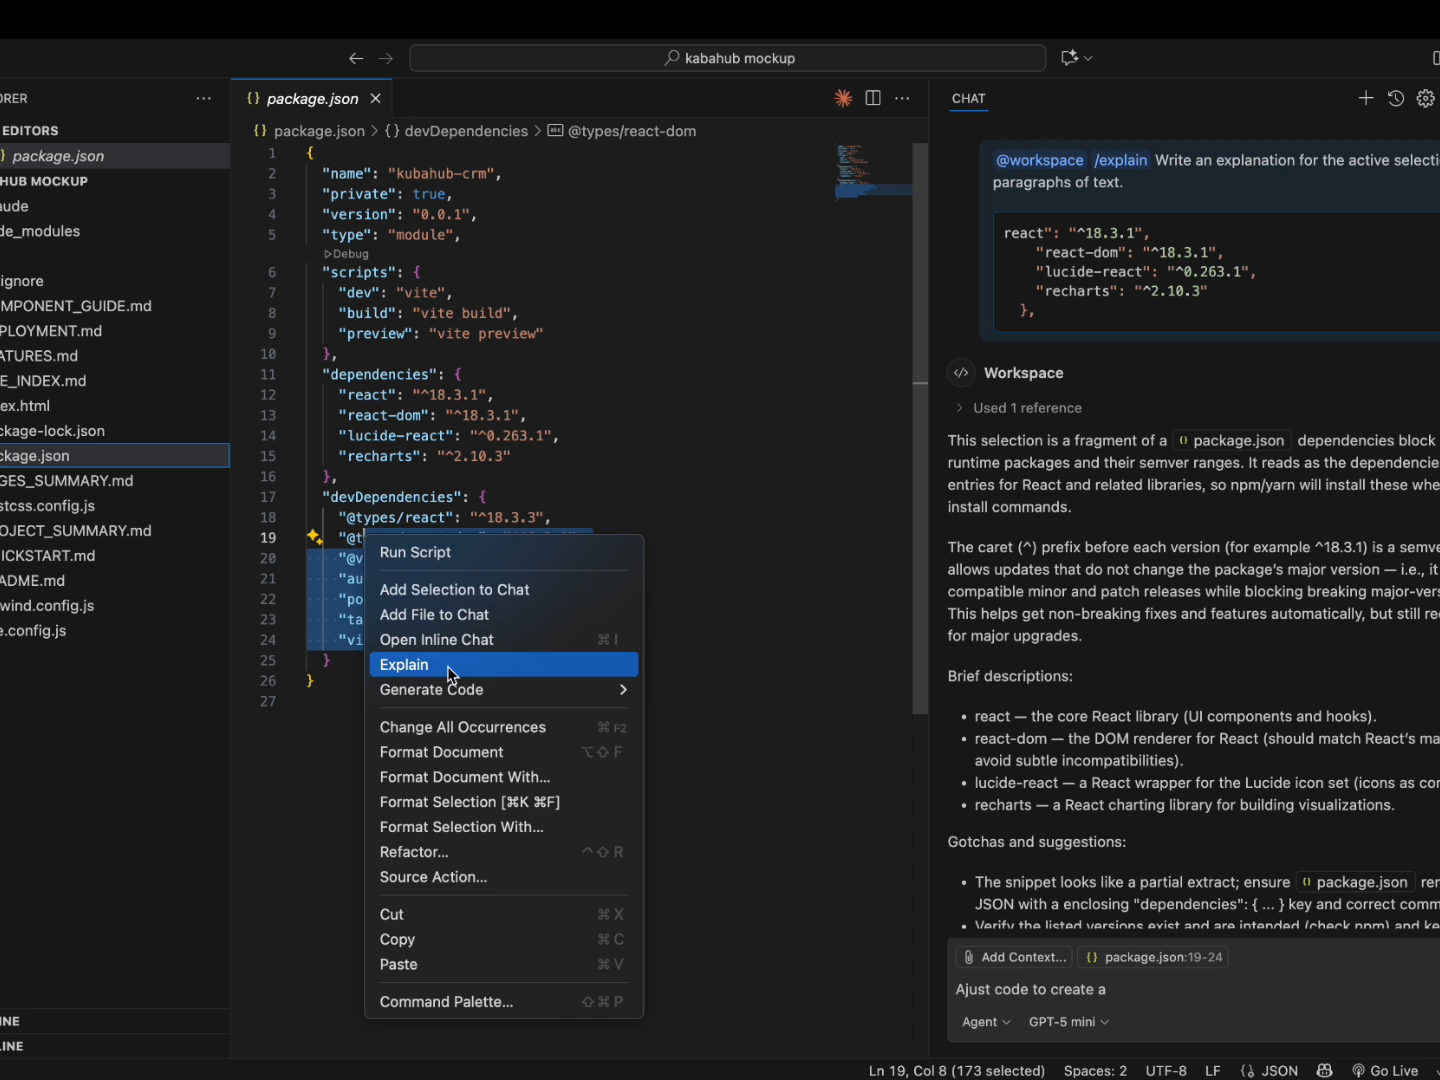 kabahub mockup
ORER
EDITORS
package.json
HUB MOCKUP
aude
de_modules
ignore
MPONENT_GUIDE.md
PLOYMENT.md
ATURES.md
E_INDEX.md
ex.html
ckage-lock.json
ckage.json
GES_SUMMARY.md
stcss.config.js
OJECT_SUMMARY.md
ICKSTART.md
ADME.md
wind.config.js
e.config.js
INE
LINE
{} package.json
{} package.json > {} devDependencies > abc @types/react-dom
1 {
2 "name": "kubahub-crm",
3 "private": true,
4 "version": "0.0.1",
5 "type": "module",
Debug
6 "scripts": {
7 "dev": "vite",
8 "build": "vite build",
9 "preview": "vite preview"
10 },
11 "dependencies": {
12 "react": "^18.3.1",
13 "react-dom": "^18.3.1",
14 "lucide-react": "^0.263.1",
15 "recharts": "^2.10.3"
16 },
17 "devDependencies": {
18 "@types/react": "^18.3.3",
19 "@t
20 "@v
21 "au
22 "po
23 "ta
24 "vi
25 }
26 }
27
Run Script
Add Selection to Chat
Add File to Chat
Open Inline Chat ⌘ I
Explain
Generate Code
Change All Occurrences ⌘ F2
Format Document ⌥⇧ F
Format Document With...
Format Selection [⌘K ⌘F]
Format Selection With...
Refactor... ^⇧ R
Source Action...
Cut ⌘ X
Copy ⌘ C
Paste ⌘ V
Command Palette... ⇧⌘ P
CHAT
@workspace /explain Write an explanation for the active selecti
paragraphs of text.
react": "^18.3.1",
"react-dom": "^18.3.1",
"lucide-react": "^0.263.1",
"recharts": "^2.10.3"
},
Workspace
Used 1 reference
This selection is a fragment of a {} package.json dependencies block
runtime packages and their semver ranges. It reads as the dependencie
entries for React and related libraries, so npm/yarn will install these whe
install commands.
The caret (^) prefix before each version (for example ^18.3.1) is a semve
allows updates that do not change the package's major version — i.e., it
compatible minor and patch releases while blocking breaking major-vers
This helps get non-breaking fixes and features automatically, but still re
for major upgrades.
Brief descriptions:
• react — the core React library (UI components and hooks).
• react-dom — the DOM renderer for React (should match React's ma
avoid subtle incompatibilities).
• lucide-react — a React wrapper for the Lucide icon set (icons as con
• recharts — a React charting library for building visualizations.
Gotchas and suggestions:
• The snippet looks like a partial extract; ensure {} package.json rem
JSON with a enclosing "dependencies": { ... } key and correct comm
• Verify the listed versions exist and are intended (check npm) and ke
Add Context... {} package.json:19-24
Ajust code to create a
Agent GPT-5 mini
Ln 19, Col 8 (173 selected) Spaces: 2 UTF-8 LF {} JSON Go Live